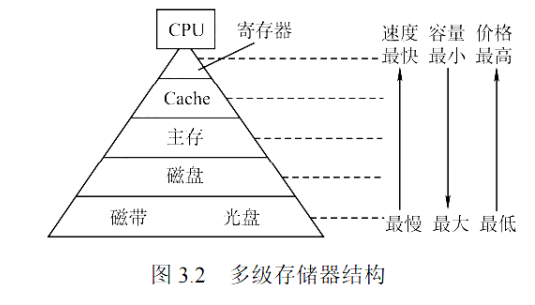 CPU
寄存器
速度 容量 价格
最快 最小 最高
Cache
主存
磁盘
磁带 光盘
最慢 最大 最低
图 3.2 多级存储器结构